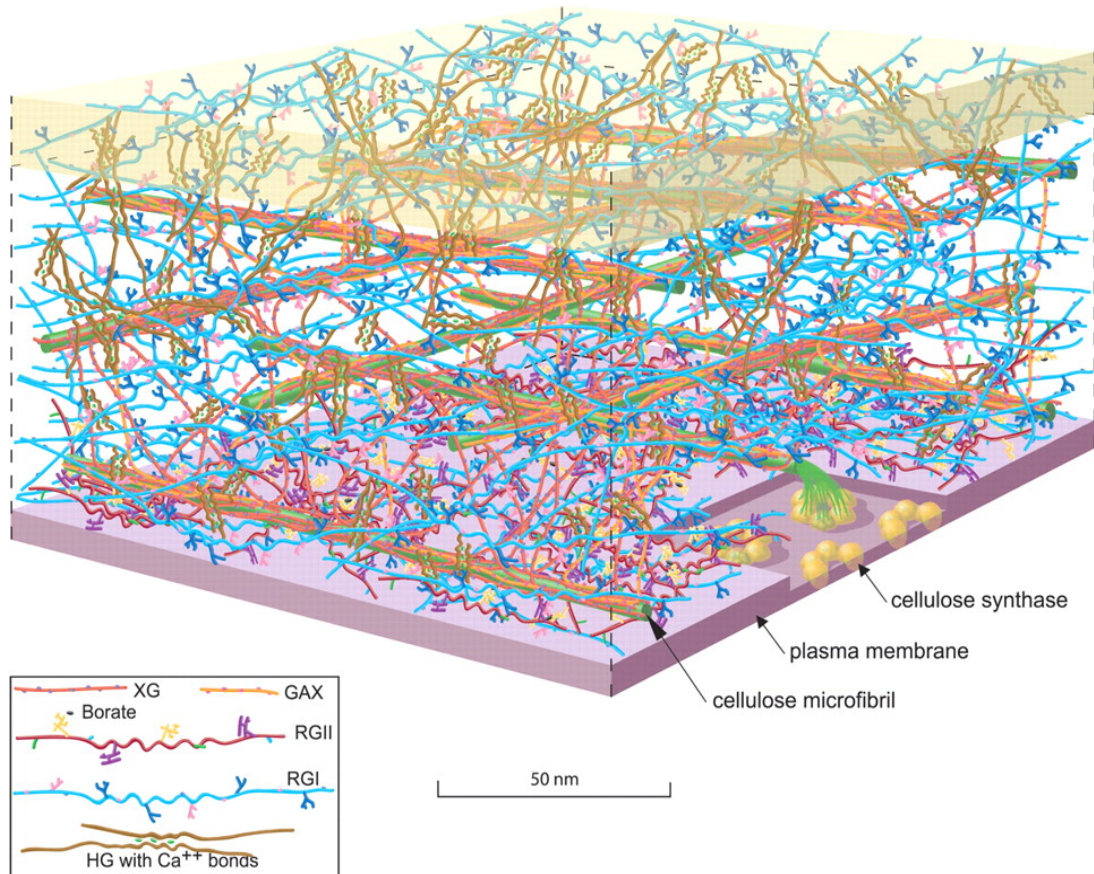 cellulose synthase
plasma membrane
cellulose microfibril
XG GAX
Borate
RGII
RGI
HG with Ca++ bonds
50 nm